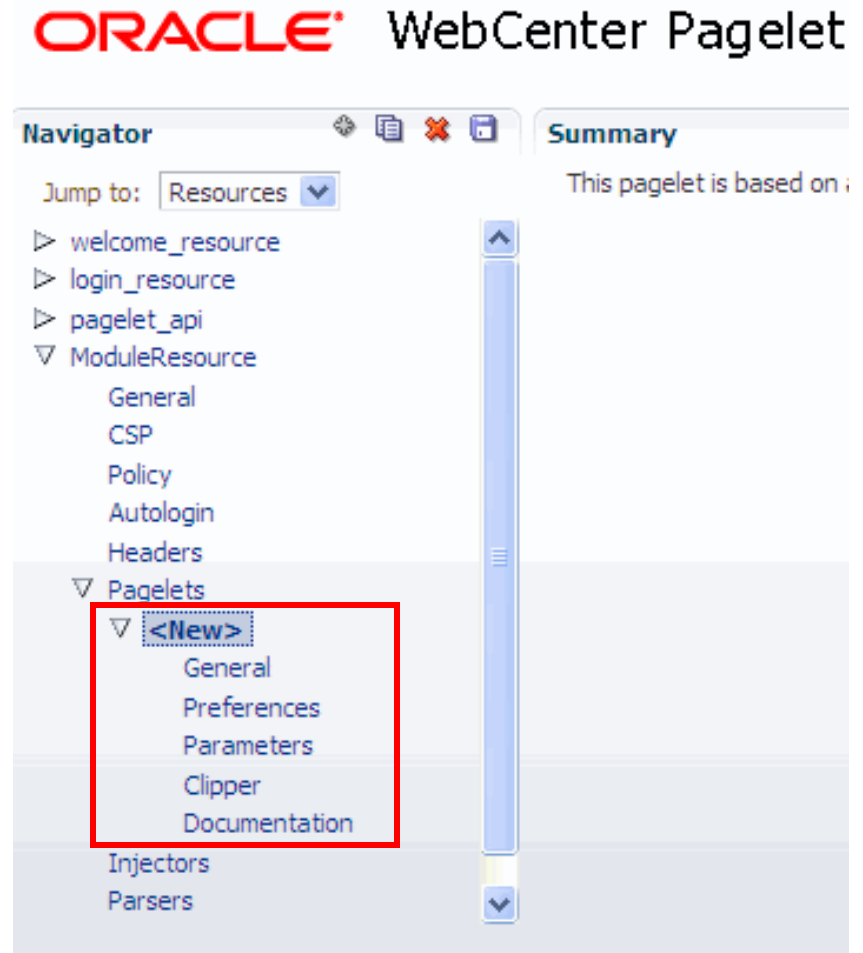 ORACLE WebCenter Pagelet
Navigator
Summary
Jump to: Resources
This pagelet is based on
welcome_resource
login_resource
pagelet_api
ModuleResource
General
CSP
Policy
Autologin
Headers
Pagelets
<New>
General
Preferences
Parameters
Clipper
Documentation
Injectors
Parsers